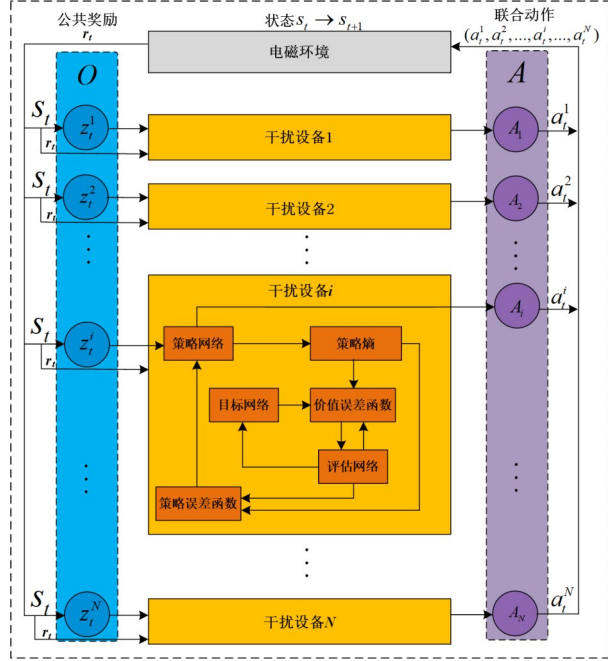 公共奖励
状态 s_t → s_{t+1}
联合动作
r_t
电磁环境
(a_t^1, a_t^2, ..., a_t^i, ..., a_t^N)
O
A
S_t
z_t^1
r_t
干扰设备1
A_1
a_t^1
S_t
z_t^2
r_t
干扰设备2
A_2
a_t^2
干扰设备i
S_t
z_t^i
r_t
策略网络
策略熵
A_i
a_t^i
目标网络
价值误差函数
评估网络
策略误差函数
S_t
z_t^N
r_t
干扰设备N
A_N
a_t^N